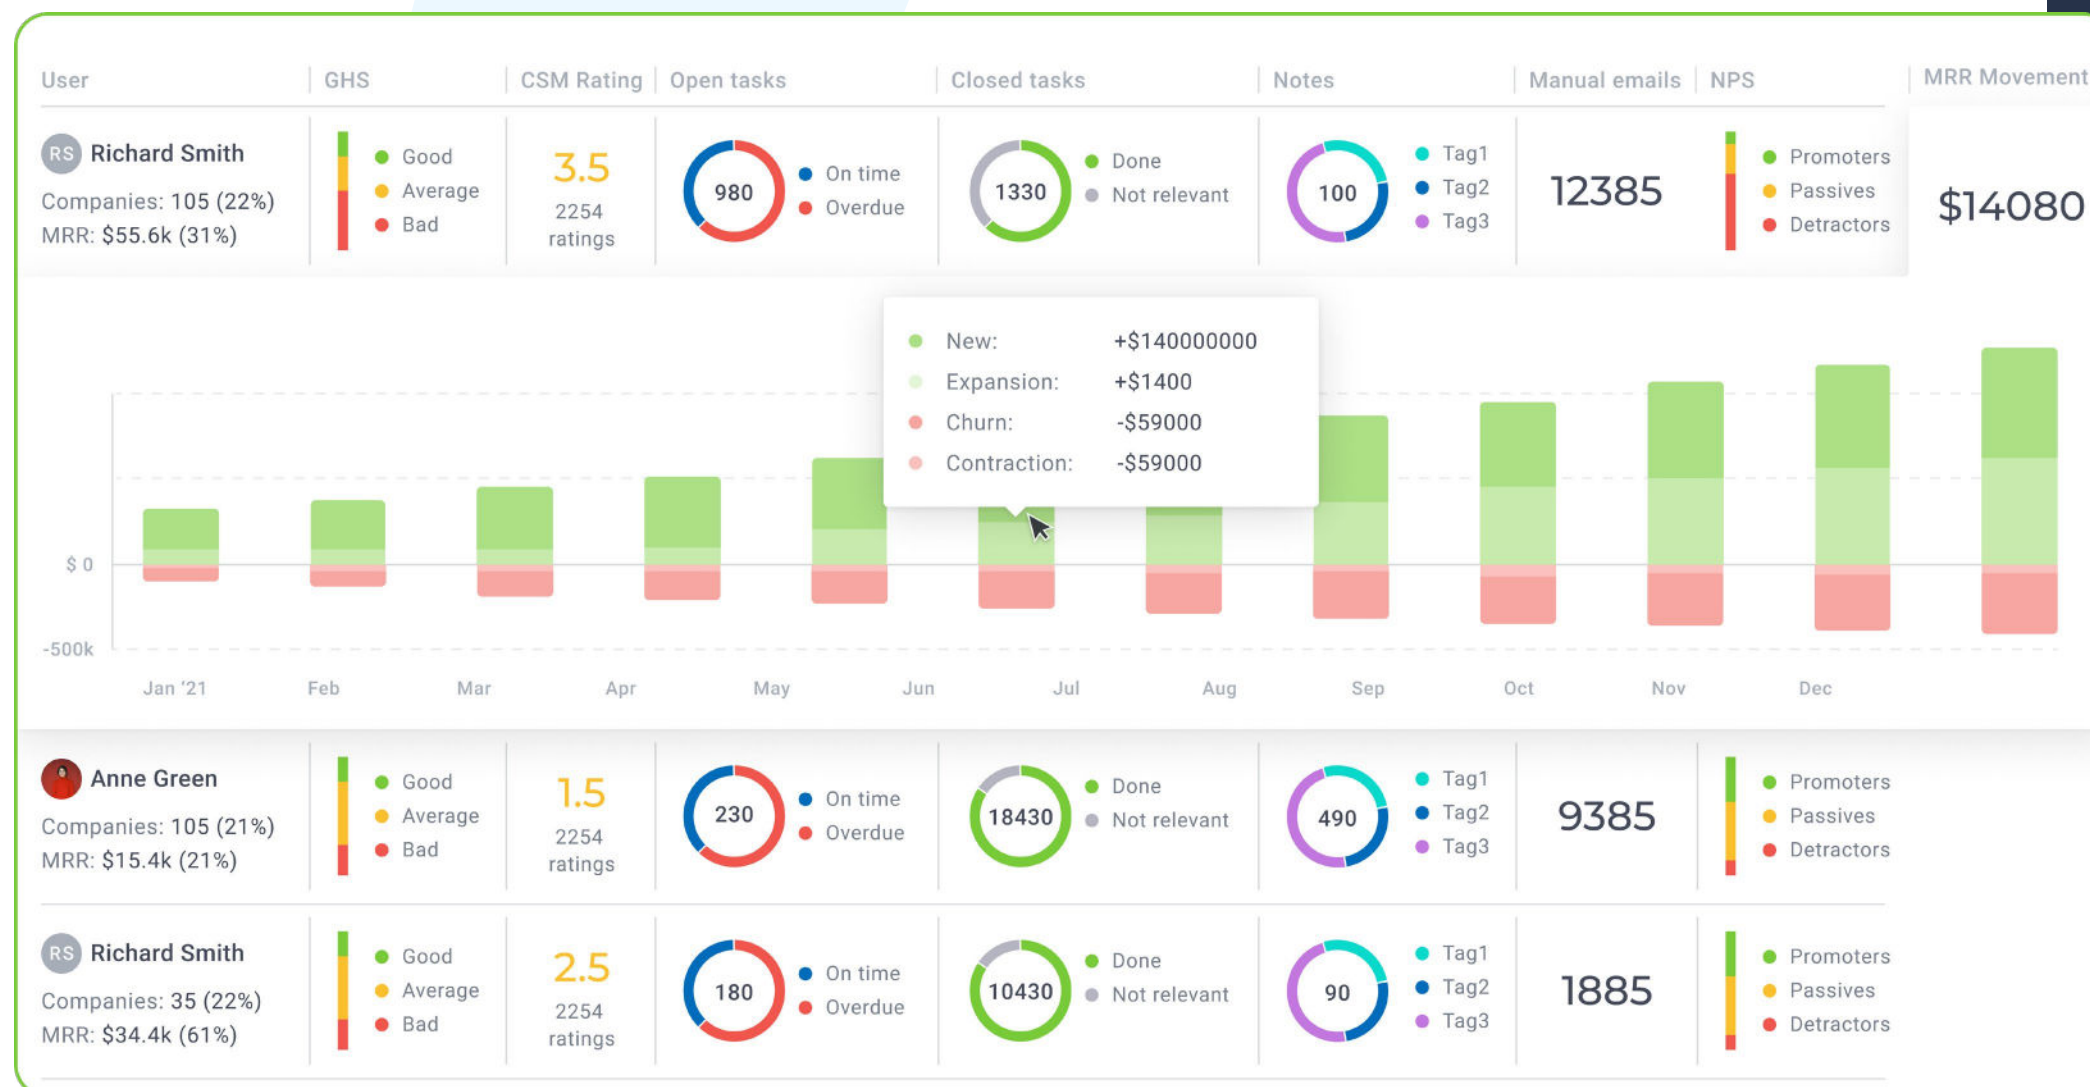 User GHS CSM Rating Open tasks Closed tasks Notes Manual emails NPS MRR Movement
RS Richard Smith
Companies: 105 (22%)
MRR: $55.6k (31%)
Good
Average
Bad
3.5
2254
ratings
980
On time
Overdue
1330
Done
Not relevant
100
Tag1
Tag2
Tag3
12385
Promoters
Passives
Detractors
$14080
New: +$140000000
Expansion: +$1400
Churn: -$59000
Contraction: -$59000
$ 0
-500k
Jan ‘21 Feb Mar Apr May Jun Jul Aug Sep Oct Nov Dec
Anne Green
Companies: 105 (21%)
MRR: $15.4k (21%)
Good
Average
Bad
1.5
2254
ratings
230
On time
Overdue
18430
Done
Not relevant
490
Tag1
Tag2
Tag3
9385
Promoters
Passives
Detractors
RS Richard Smith
Companies: 35 (22%)
MRR: $34.4k (61%)
Good
Average
Bad
2.5
2254
ratings
180
On time
Overdue
10430
Done
Not relevant
90
Tag1
Tag2
Tag3
1885
Promoters
Passives
Detractors